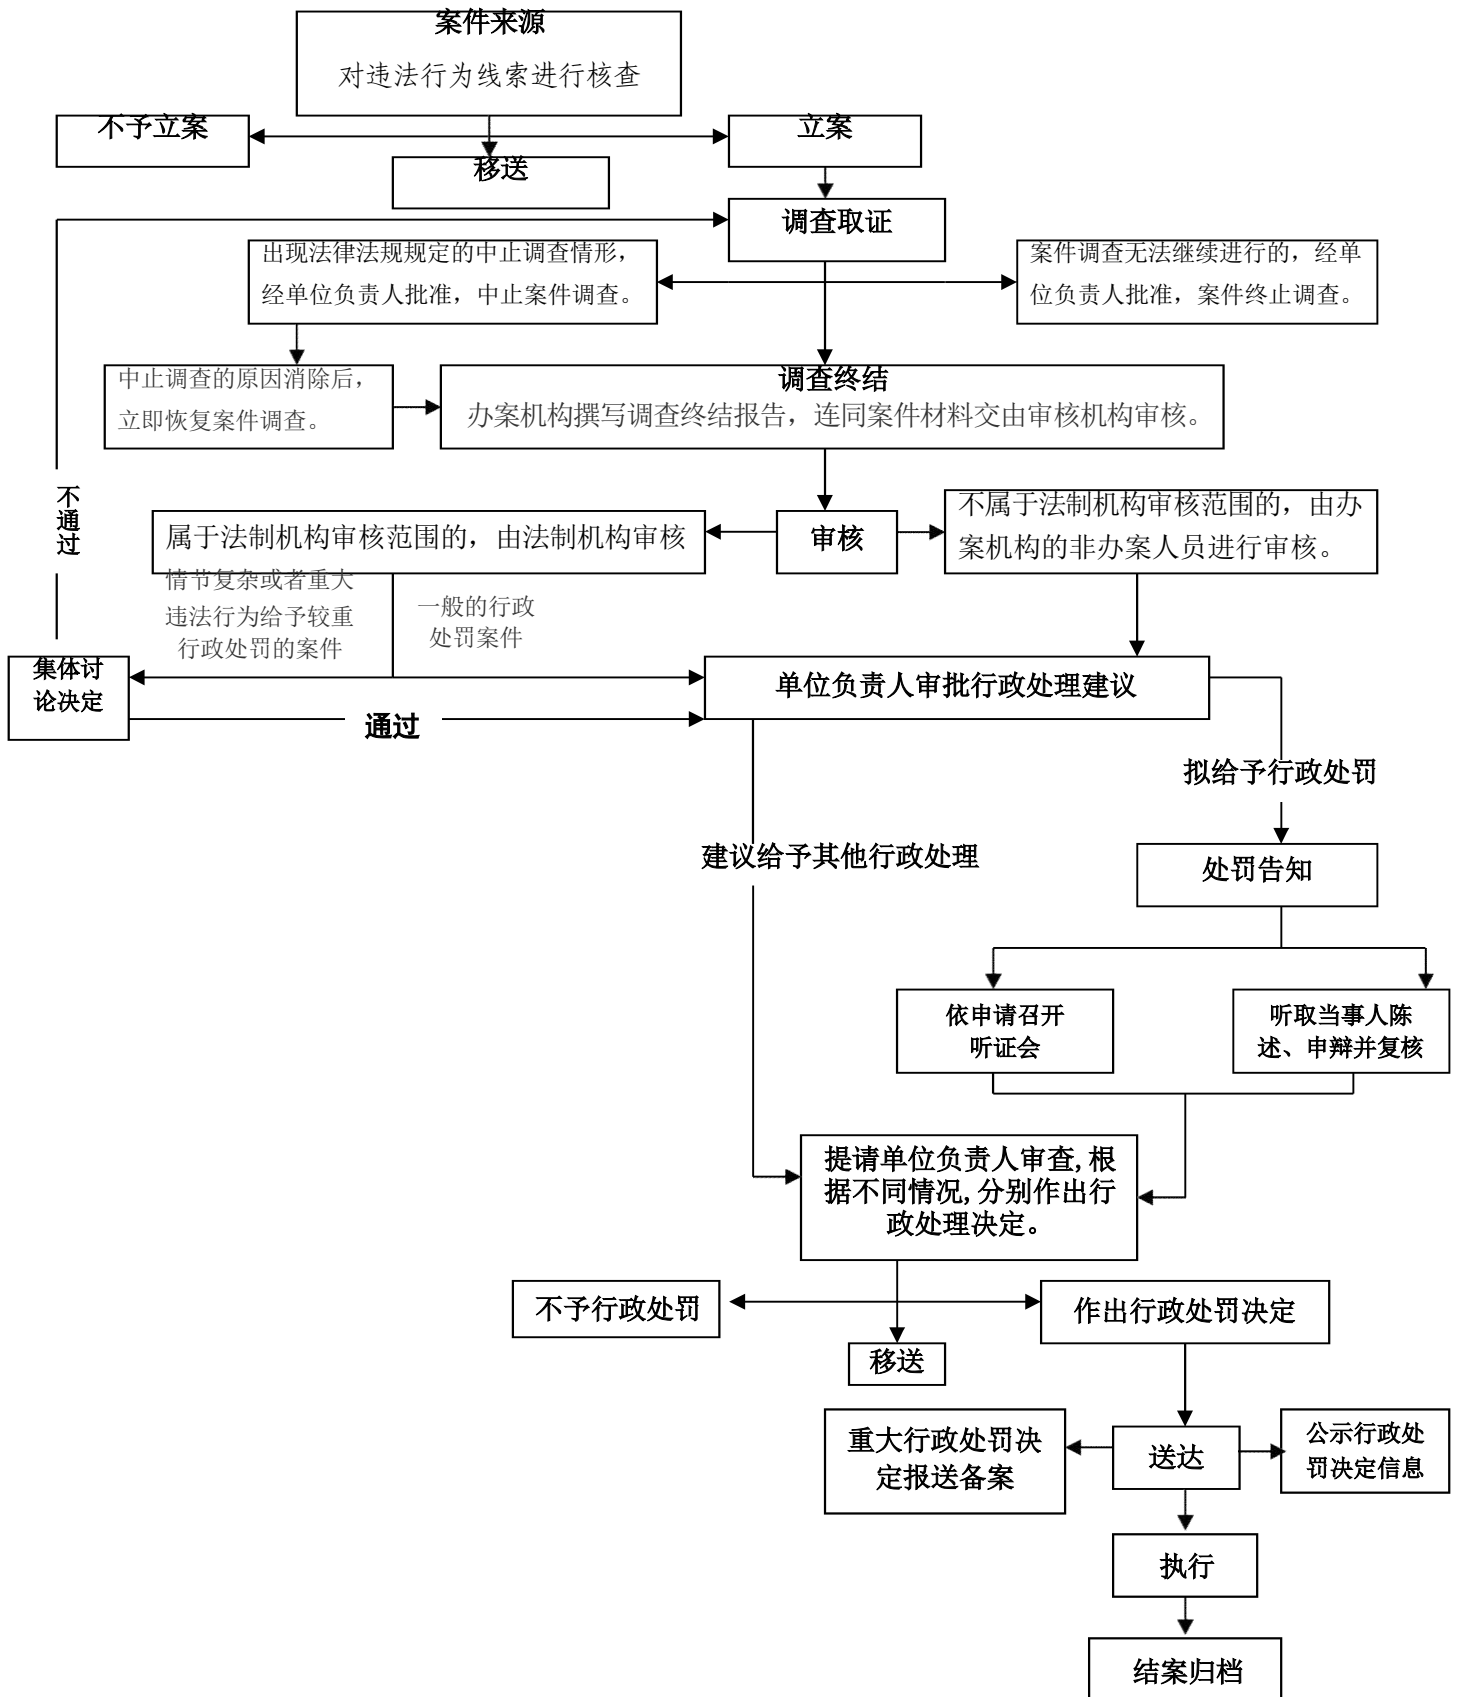 案件来源
对违法行为线索进行核查
不予立案
立案
移送
调查取证
出现法律法规规定的中止调查情形，
经单位负责人批准，中止案件调查。
案件调查无法继续进行的，经单
位负责人批准，案件终止调查。
中止调查的原因消除后，
立即恢复案件调查。
调查终结
办案机构撰写调查终结报告，连同案件材料交由审核机构审核。
不
通
过
属于法制机构审核范围的，由法制机构审核
审核
不属于法制机构审核范围的，由办
案机构的非办案人员进行审核。
情节复杂或者重大
违法行为给予较重
行政处罚的案件
一般的行政
处罚案件
集体讨
论决定
单位负责人审批行政处理建议
通过
拟给予行政处罚
建议给予其他行政处理
处罚告知
依申请召开
听证会
听取当事人陈
述、申辩并复核
提请单位负责人审查,根
据不同情况,分别作出行
政处理决定。
不予行政处罚
作出行政处罚决定
移送
重大行政处罚决
定报送备案
送达
公示行政处
罚决定信息
执行
结案归档